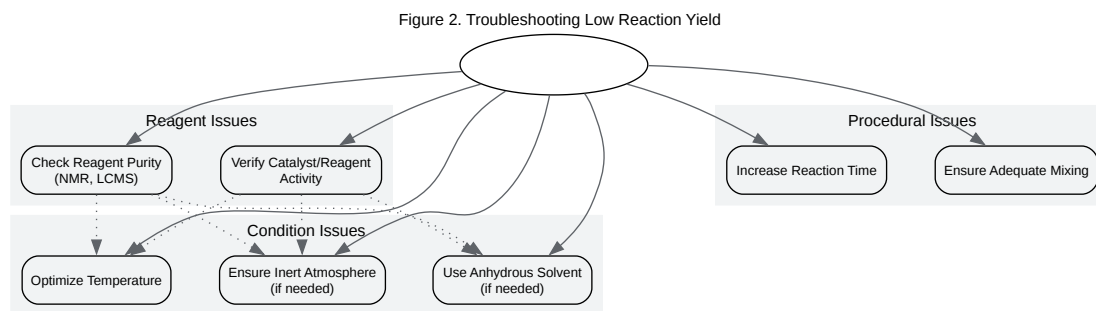 Figure 2. Troubleshooting Low Reaction Yield
Reagent Issues
Check Reagent Purity
(NMR, LCMS)
Verify Catalyst/Reagent
Activity
Procedural Issues
Increase Reaction Time
Ensure Adequate Mixing
Condition Issues
Optimize Temperature
Ensure Inert Atmosphere
(if needed)
Use Anhydrous Solvent
(if needed)